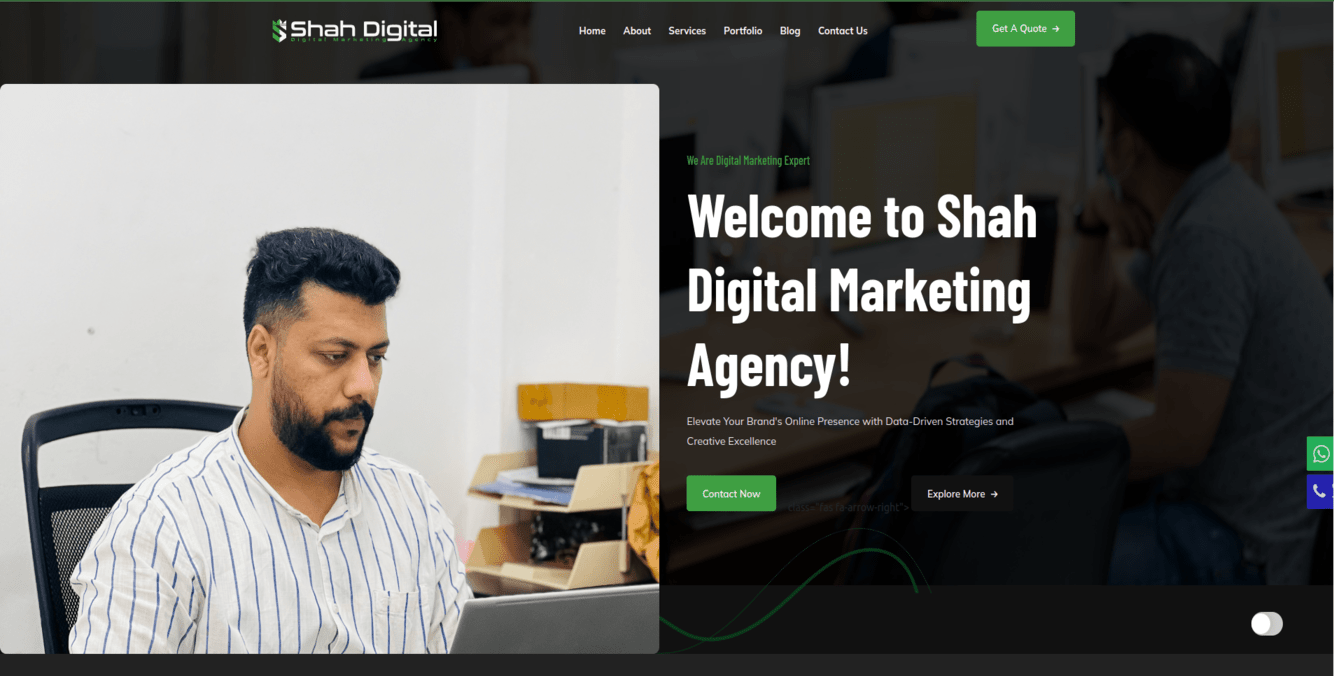 Shah Digital
Digital Marketing Agency
Home About Services Portfolio Blog Contact Us
Get A Quote →
We Are Digital Marketing Expert
Welcome to Shah
Digital Marketing
Agency!
Elevate Your Brand's Online Presence with Data-Driven Strategies and
Creative Excellence
Contact Now
class="fas fa-arrow-right">
Explore More →